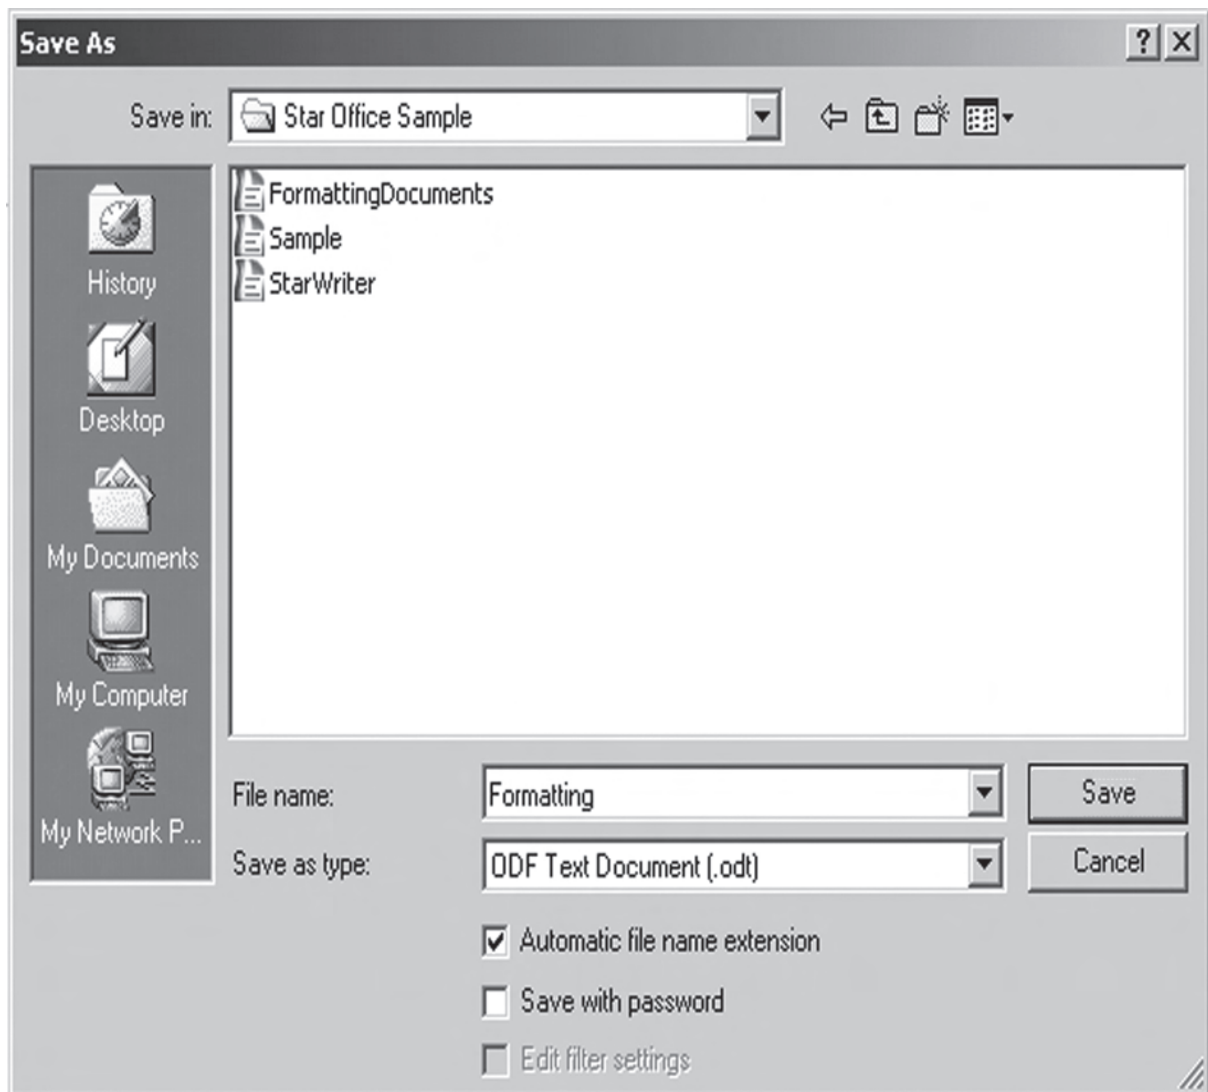 Save As
Save in:
Star Office Sample
FormattingDocuments
Sample
StarWriter
History
Desktop
My Documents
My Computer
My Network P...
File name:
Formatting
Save
Save as type:
ODF Text Document (.odt)
Cancel
Automatic file name extension
Save with password
Edit filter settings